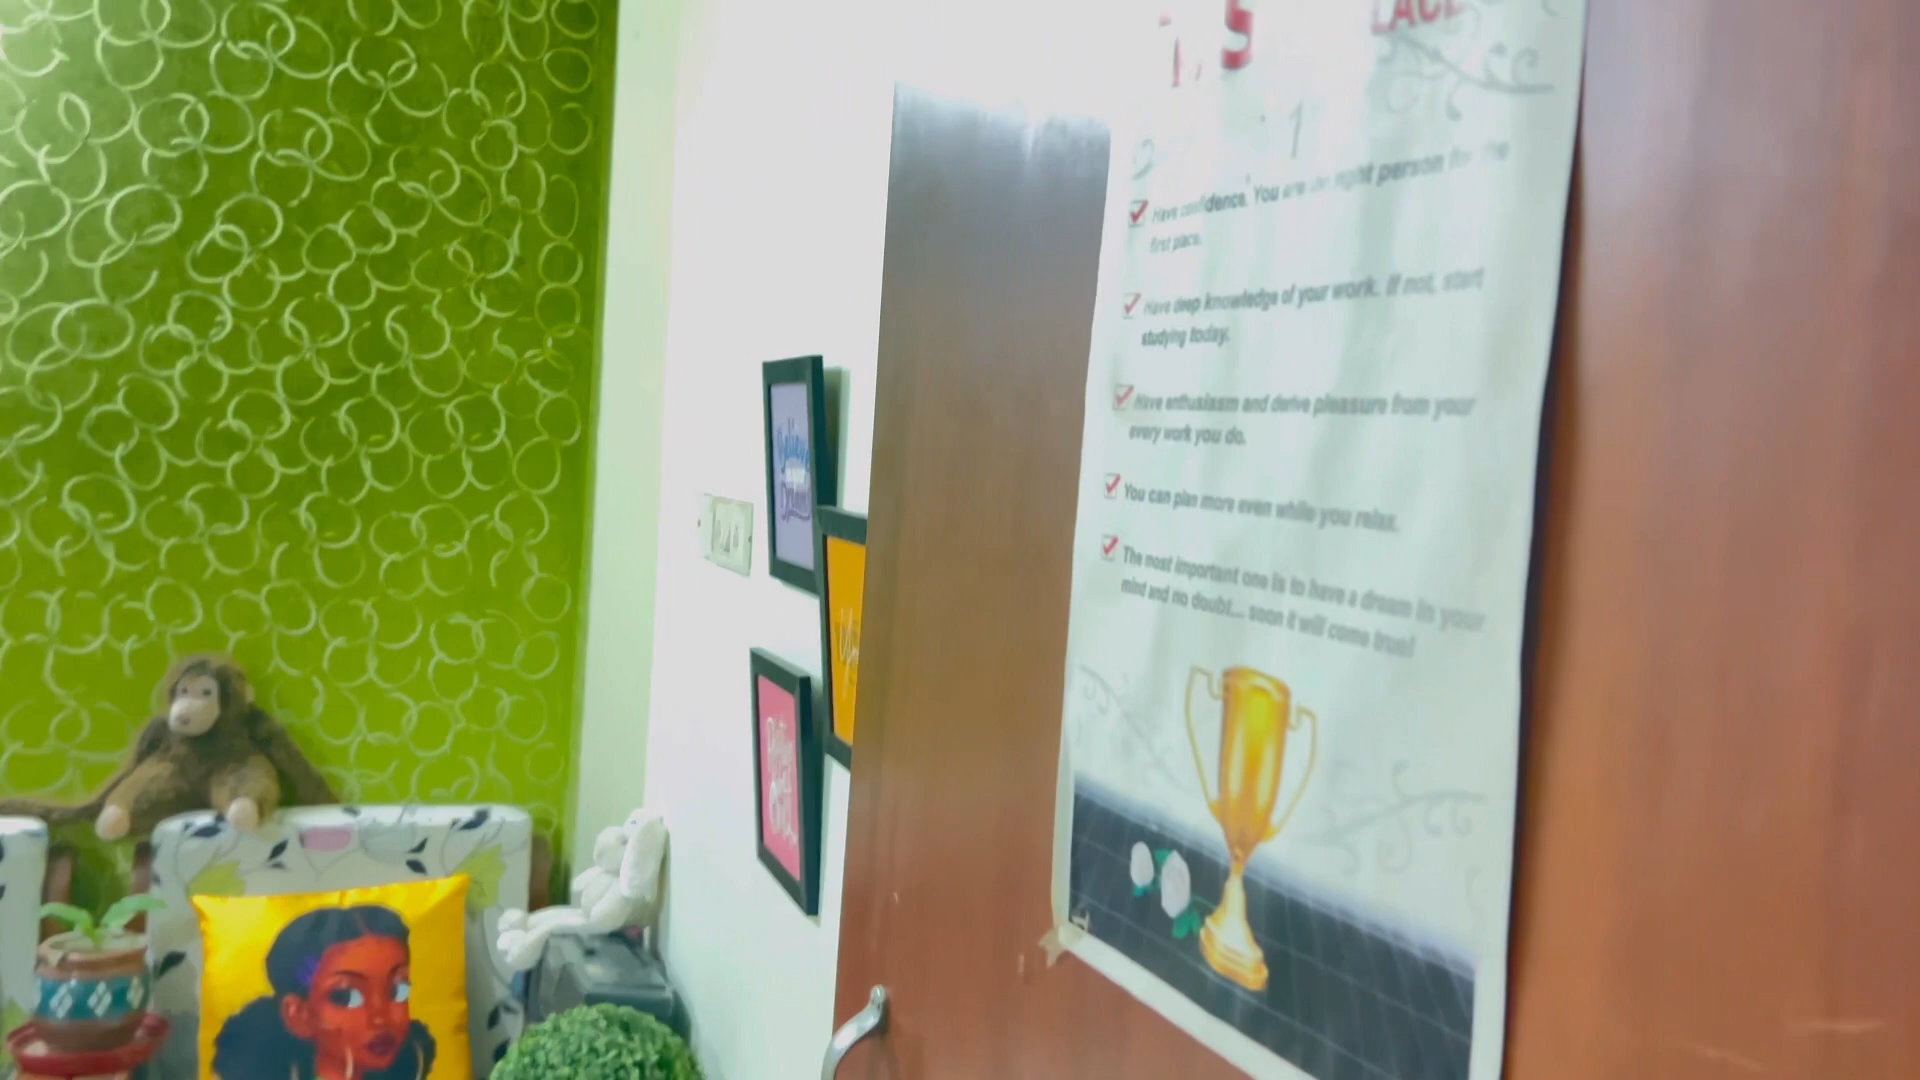 Have confidence. You are the right person for the
first place.
Have deep knowledge of your work. If not, start
studying today.
Have enthusiasm and derive pleasure from your
every work you do.
You can plan more even while you relax.
The most important one is to have a dream in your
mind and no doubt... soon it will come true!
Believe
Dream